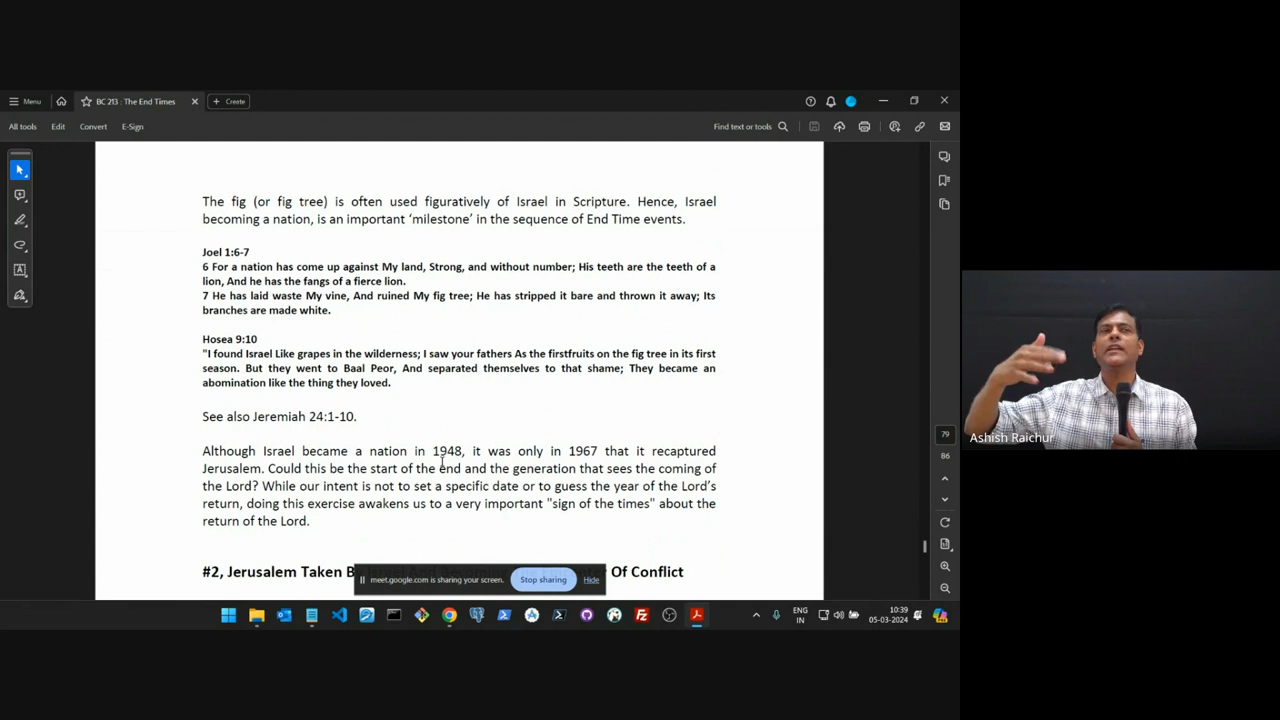 Menu
BC 213 : The End Times
Create
All tools
Edit
Convert
E-Sign
Find text or tools
The fig (or fig tree) is often used figuratively of Israel in Scripture. Hence, Israel
becoming a nation, is an important ‘milestone’ in the sequence of End Time events.
Joel 1:6-7
6 For a nation has come up against My land, Strong, and without number; His teeth are the teeth of a
lion, And he has the fangs of a fierce lion.
7 He has laid waste My vine, And ruined My fig tree; He has stripped it bare and thrown it away; Its
branches are made white.
Hosea 9:10
"I found Israel Like grapes in the wilderness; I saw your fathers As the firstfruits on the fig tree in its first
season. But they went to Baal Peor, And separated themselves to that shame; They became an
abomination like the thing they loved.
See also Jeremiah 24:1-10.
Although Israel became a nation in 1948, it was only in 1967 that it recaptured
Jerusalem. Could this be the start of the end and the generation that sees the coming of
the Lord? While our intent is not to set a specific date or to guess the year of the Lord’s
return, doing this exercise awakens us to a very important "sign of the times" about the
return of the Lord.
#2, Jerusalem Taken B Of Conflict
meet.google.com is sharing your screen.
Stop sharing
Hide
79
86
Ashish Raichur
ENG
IN
10:39
05-03-2024